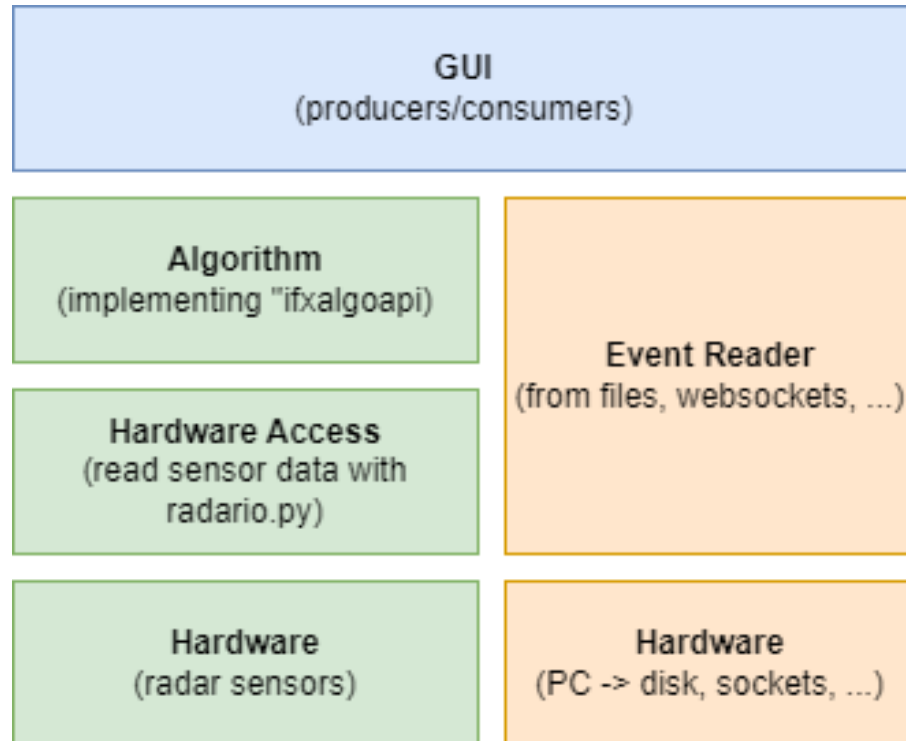 GUI
(producers/consumers)
Algorithm
(implementing "ifxalgoapi)
Hardware Access
(read sensor data with
radario.py)
Hardware
(radar sensors)
Event Reader
(from files, websockets, ...)
Hardware
(PC -> disk, sockets, ...)